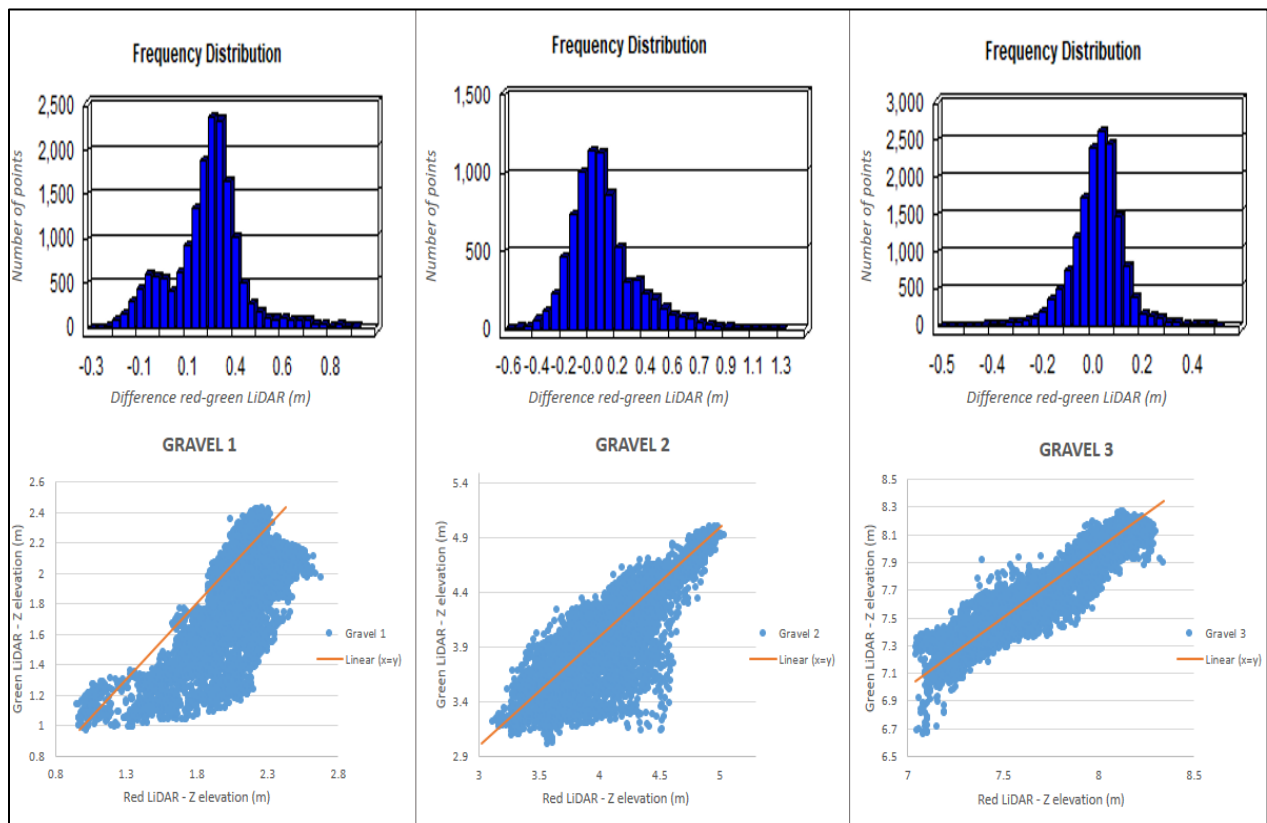 Frequency Distribution
2,500
2,000
1,500
1,000
500
0
Number of points
-0.3 -0.1 0.1 0.4 0.6 0.8
Difference red-green LiDAR (m)
Frequency Distribution
1,500
1,000
500
0
Number of points
-0.6 -0.4 -0.2 -0.0 0.2 0.4 0.6 0.7 0.9 1.1 1.3
Difference red-green LiDAR (m)
Frequency Distribution
3,000
2,500
2,000
1,500
1,000
500
0
Number of points
-0.5 -0.4 -0.2 0.0 0.2 0.4
Difference red-green LiDAR (m)
GRAVEL 1
2.6
2.4
2.2
2
1.8
1.6
1.4
1.2
1
0.8
Green LiDAR - Z elevation (m)
0.8 1.3 1.8 2.3 2.8
Red LiDAR - Z elevation (m)
Gravel 1
Linear (x=y)
GRAVEL 2
5.4
4.9
4.4
3.9
3.4
2.9
Green LiDAR - Z elevation (m)
3 3.5 4 4.5 5
Red LiDAR - Z elevation (m)
Gravel 2
Linear (x=y)
GRAVEL 3
8.5
8.3
8.1
7.9
7.7
7.5
7.3
7.1
6.9
6.7
6.5
Green LiDAR - Z elevation (m)
7 7.5 8 8.5
Red LiDAR - Z elevation (m)
Gravel 3
Linear (x=y)